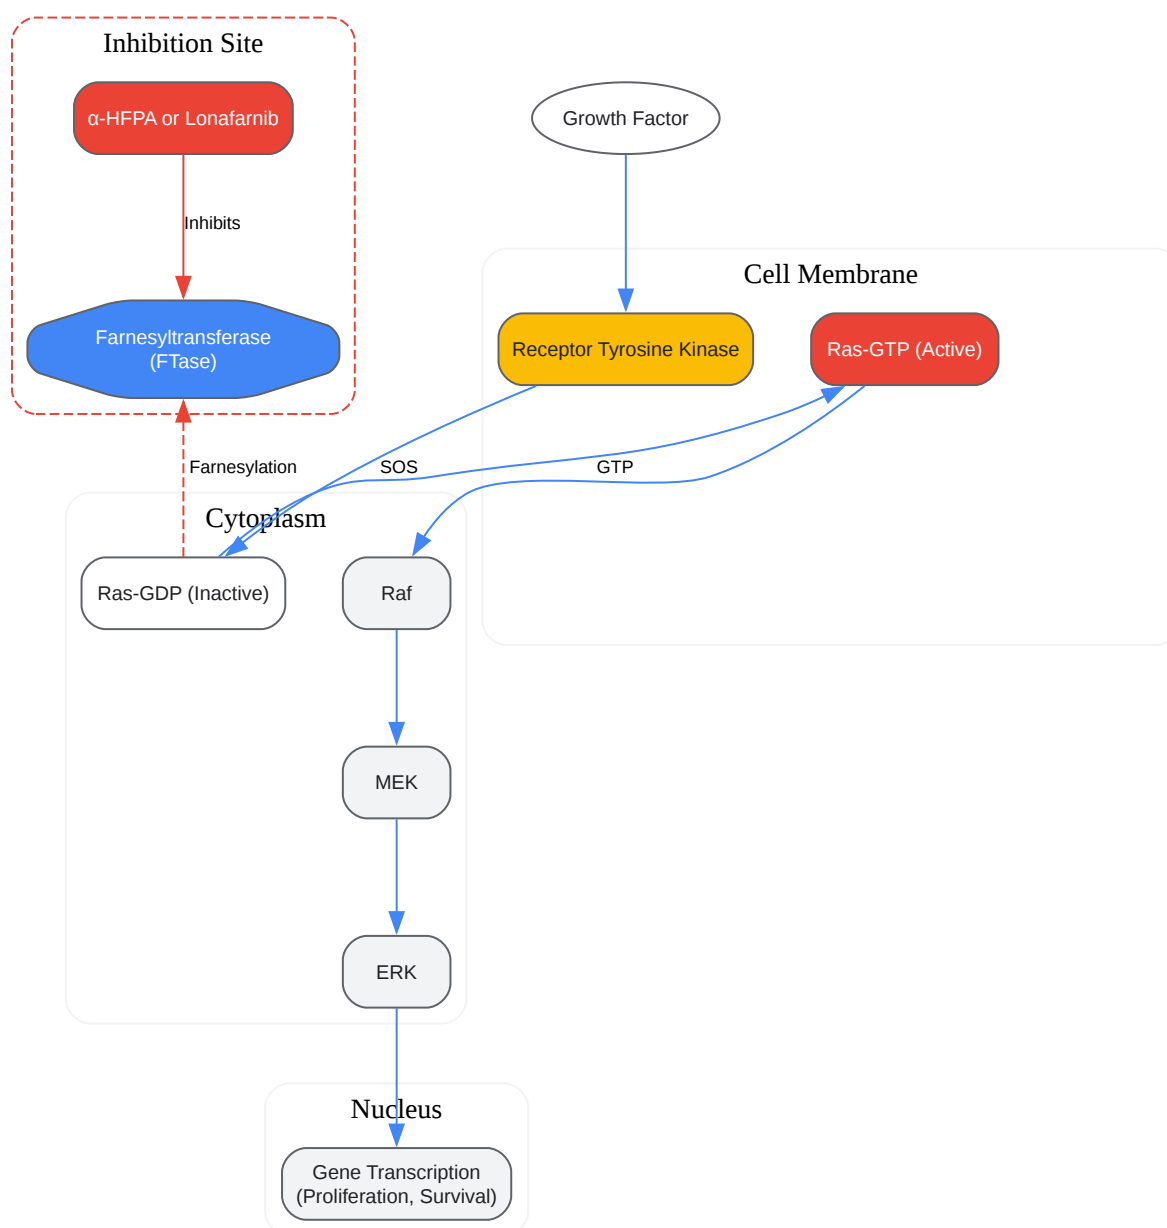 Inhibition Site
α-HFPA or Lonafarnib
Growth Factor
Inhibits
Cell Membrane
Farnesyltransferase
(FTase)
Receptor Tyrosine Kinase
Ras-GTP (Active)
Farnesylation
SOS
GTP
Cytoplasm
Ras-GDP (Inactive)
Raf
MEK
ERK
Nucleus
Gene Transcription
(Proliferation, Survival)